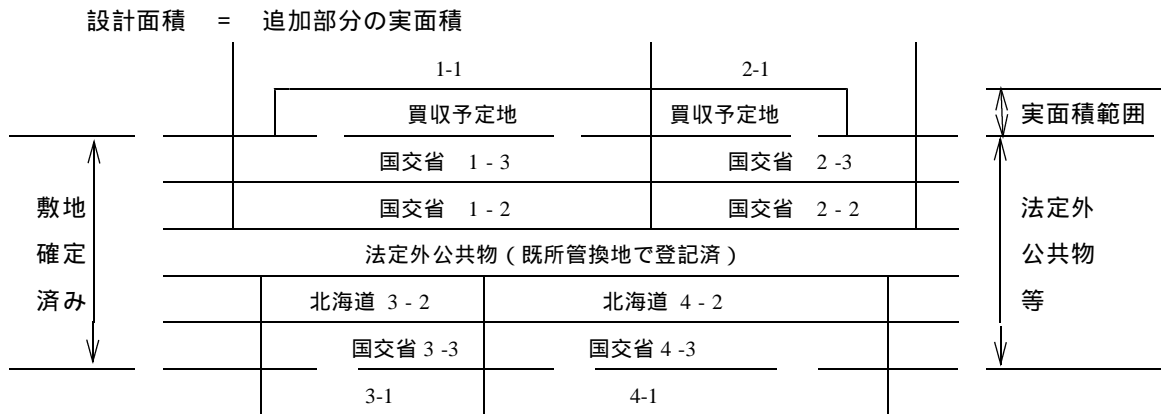 設計面積　=　追加部分の実面積
1-1　2-1
買収予定地　買収予定地　実面積範囲
国交省　1 - 3　国交省　2 -3
敷地　国交省　1 - 2　国交省　2 - 2　法定外
確定　法定外公共物（既所管換地で登記済）　公共物
済み　北海道 3 - 2　北海道 4 - 2　等
国交省 3 -3　国交省 4 -3
3-1　4-1